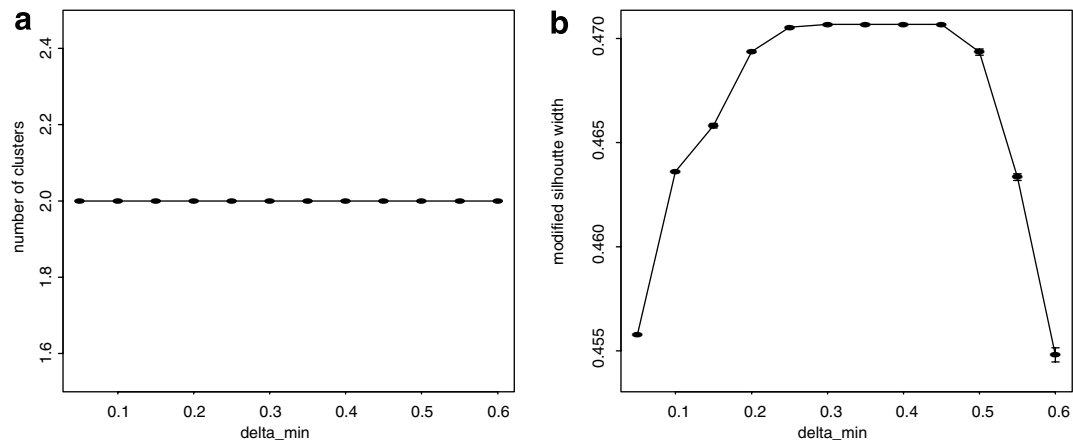 a
number of clusters
2.4
2.2
2.0
1.8
1.6
0.1 0.2 0.3 0.4 0.5 0.6
delta_min
b
modified silhoutte width
0.470
0.465
0.460
0.455
0.1 0.2 0.3 0.4 0.5 0.6
delta_min